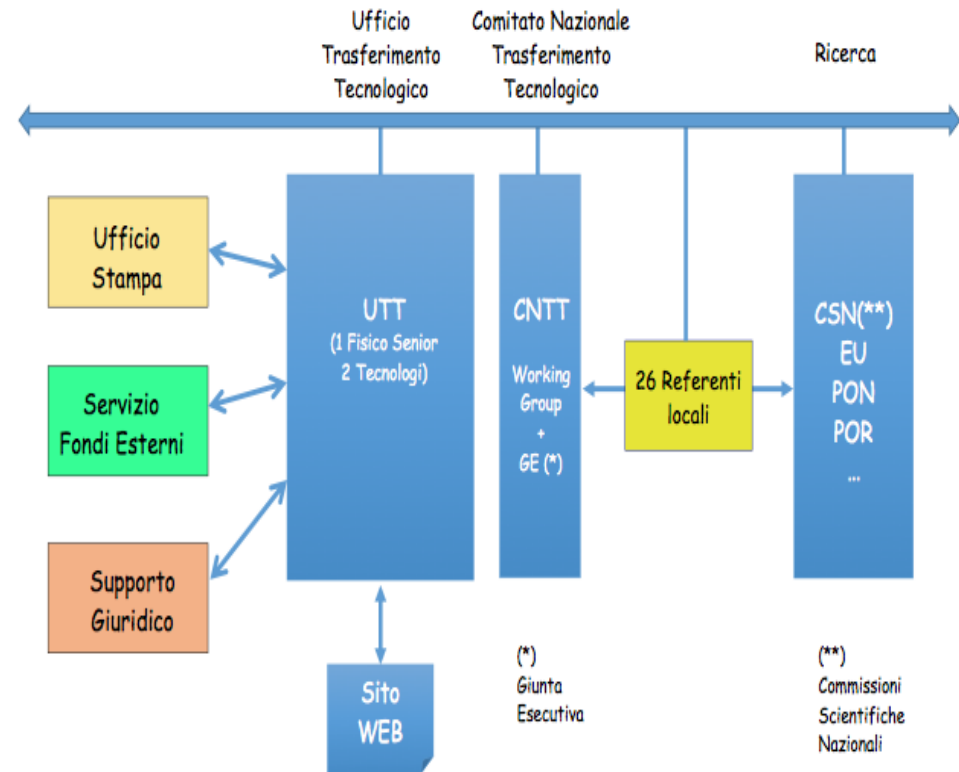 Ufficio
Trasferimento
Tecnologico
Comitato Nazionale
Trasferimento
Tecnologico
Ricerca
Ufficio
Stampa
Servizio
Fondi Esterni
Supporto
Giuridico
UTT
(1 Fisico Senior
2 Tecnologi)
Sito
WEB
CNTT
Working
Group
+
GE (*)
26 Referenti
locali
CSN(**)
EU
PON
POR
...
(*)
Giunta
Esecutiva
(**)
Commissioni
Scientifiche
Nazionali